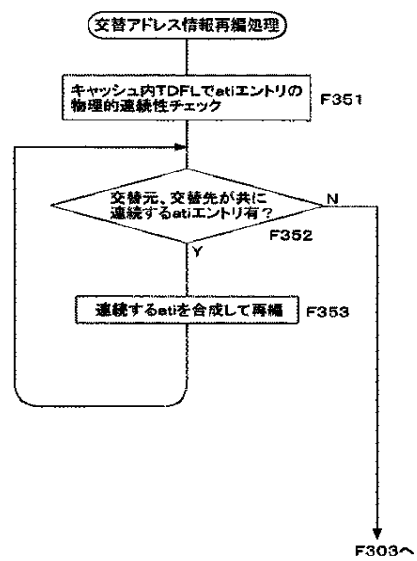 交替アドレス情報再編処理
キャッシュ内TDFLでatiエントリの
物理的連続性チェック
F351
交替元、交替先が共に
連続するatiエントリ有?
N
F352
Y
連続するatiを合成して再編
F353
F303へ